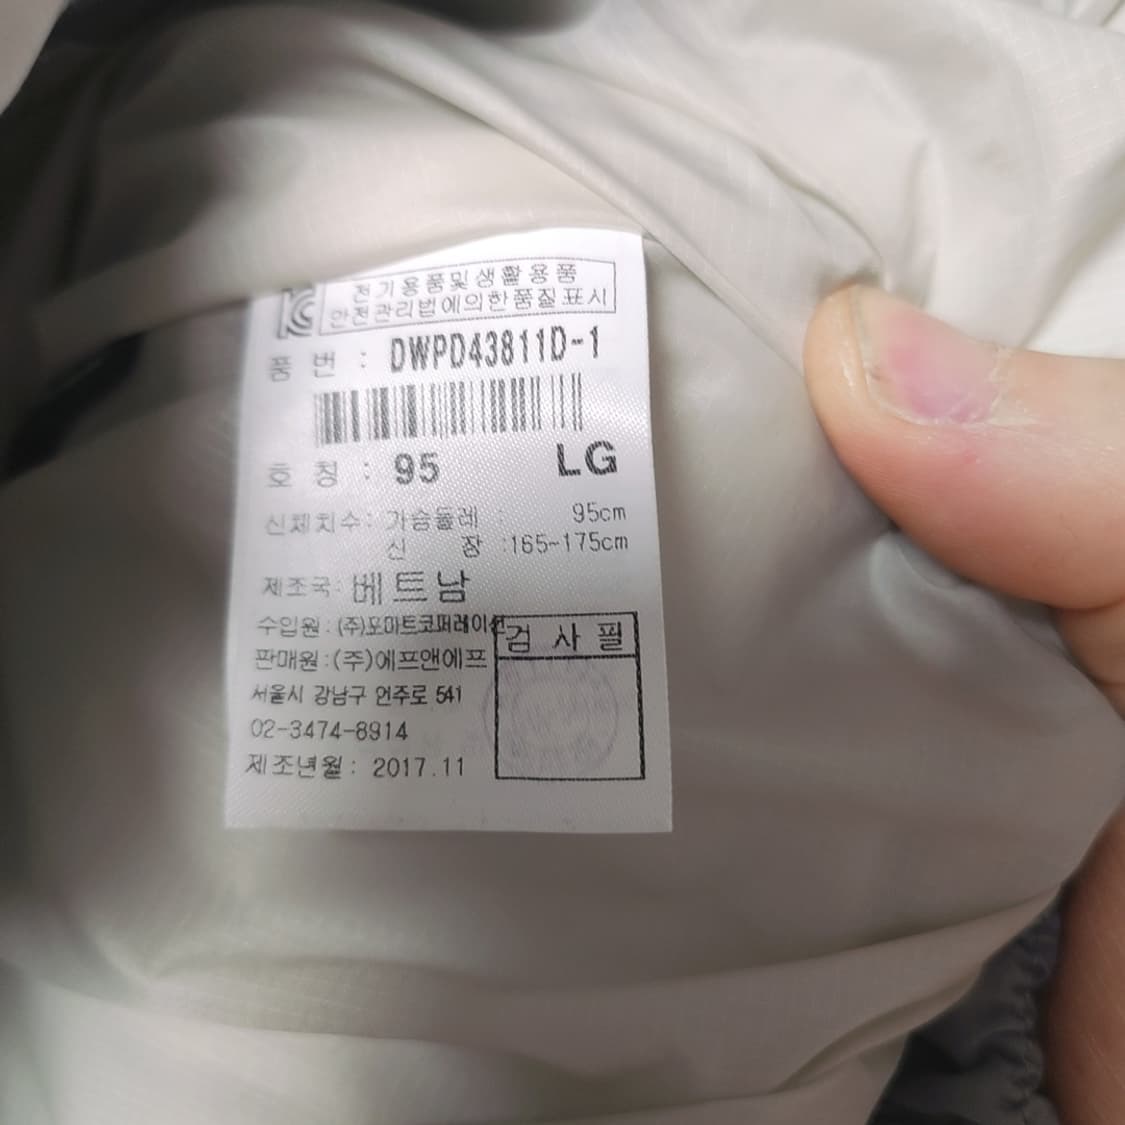 전기용품및생활용품
안전관리법에의한품질표시
품 번 : DWPD43811D-1
호 칭 : 95 LG
신체치수: 가슴둘레 : 95cm
신 장 :165-175cm
제조국: 베트남
수입원 : (주)포마트코퍼레이션
판매원 : (주)에프앤에프
서울시 강남구 언주로 541
02-3474-8914
제조년월 : 2017.11
검 사 필